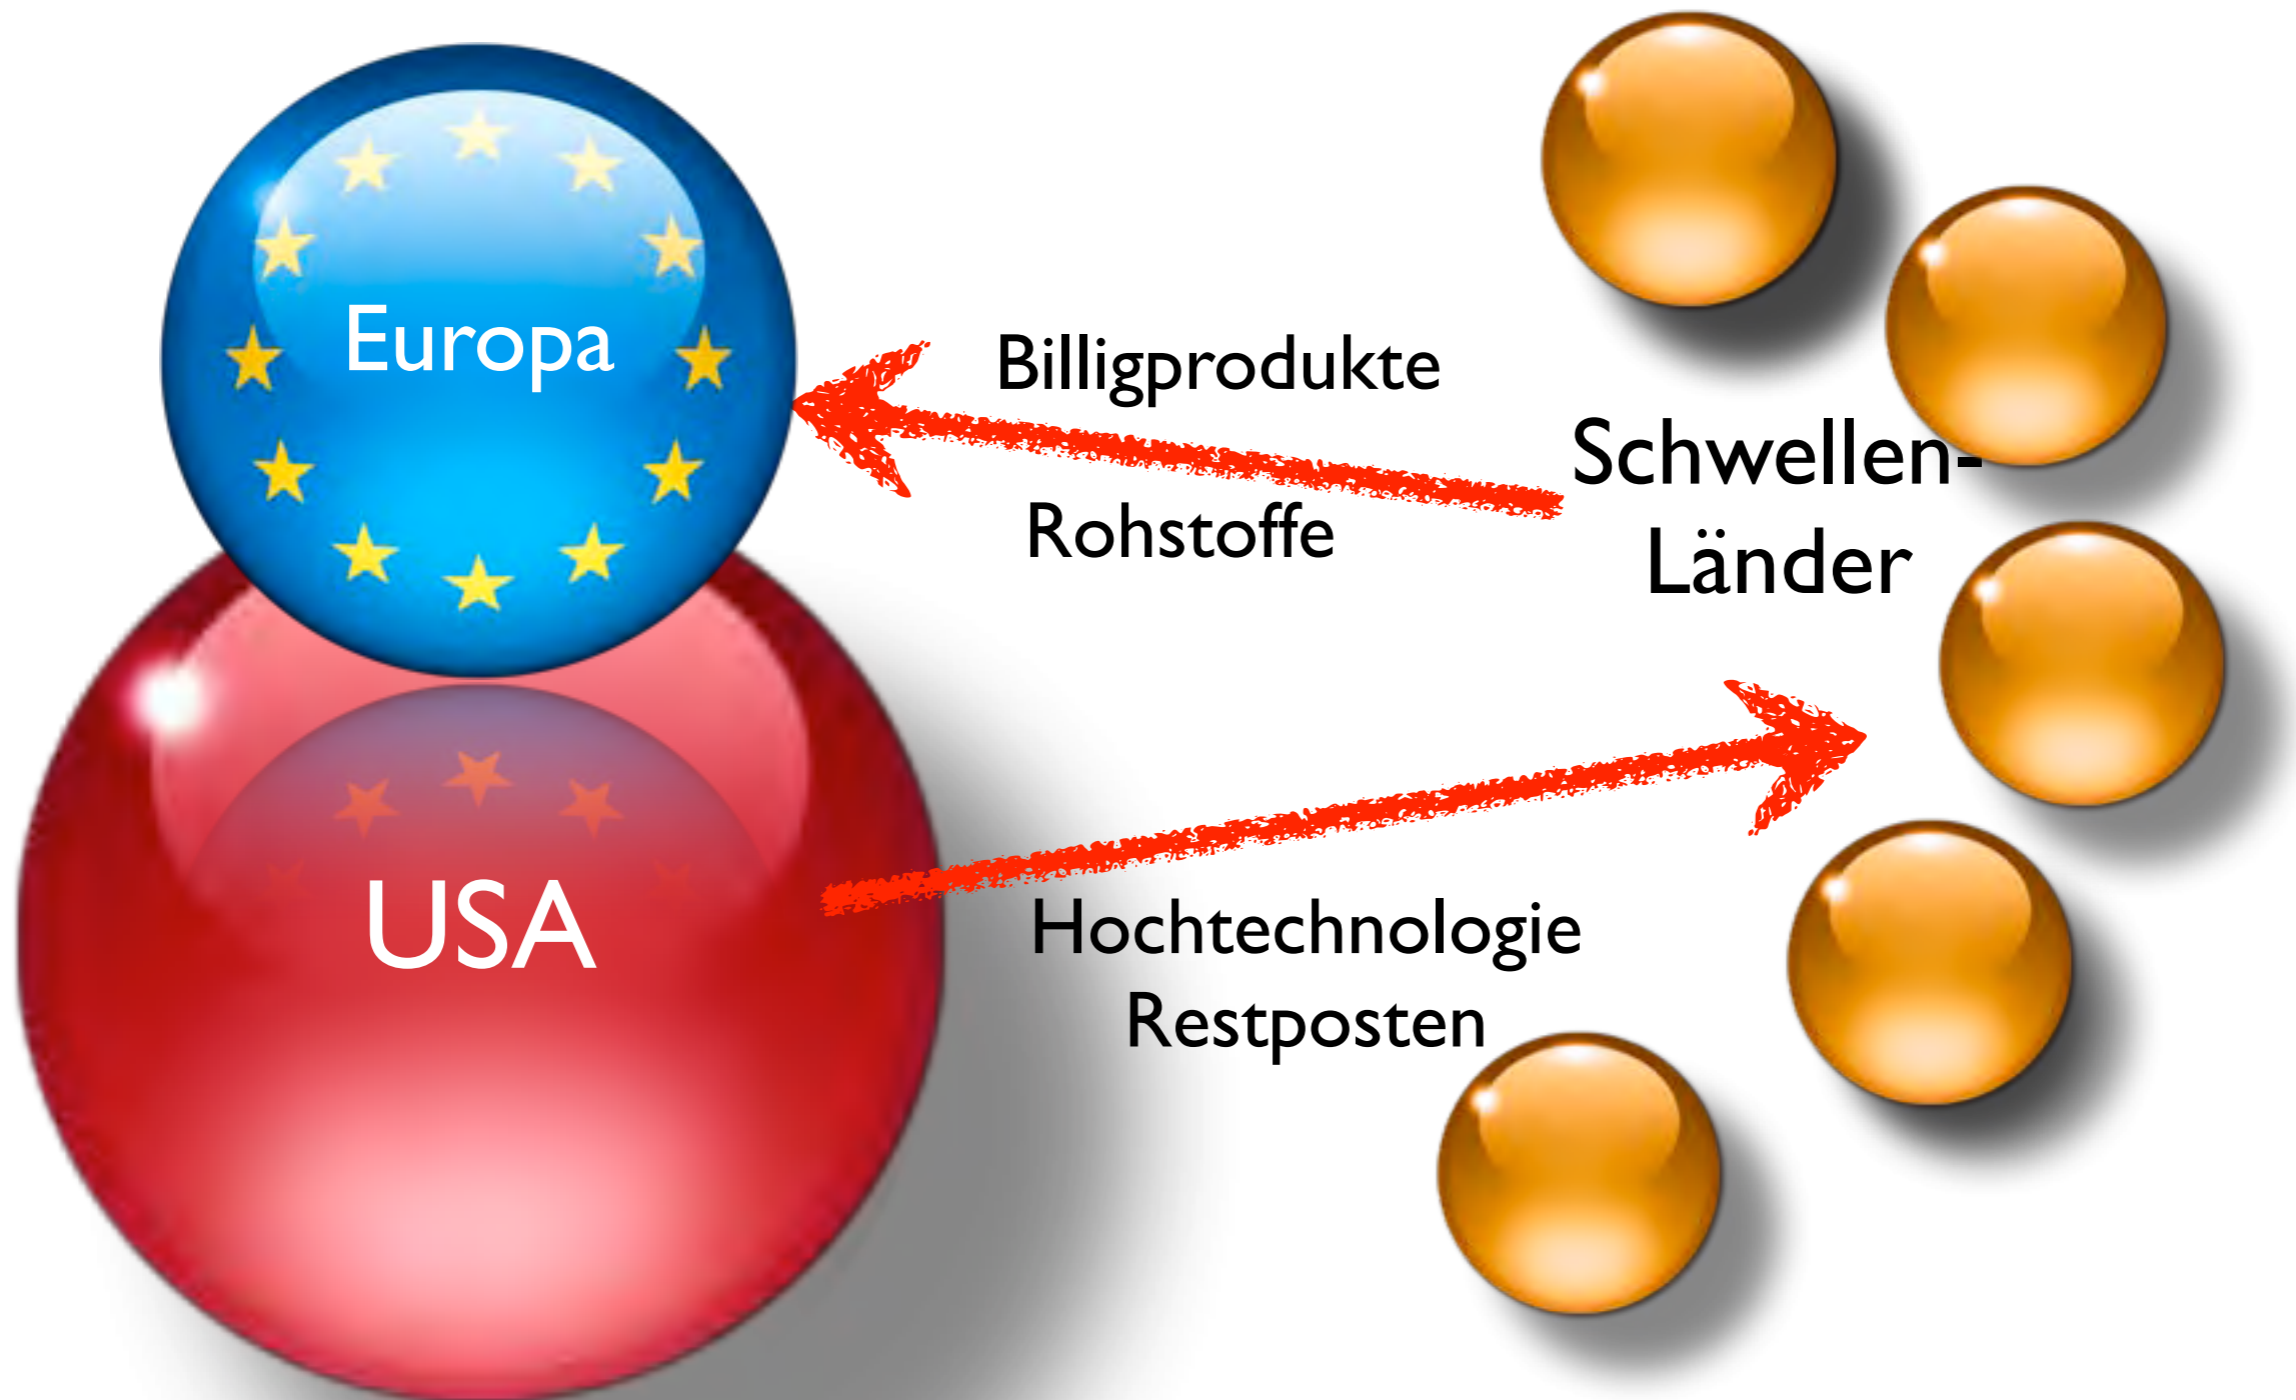 Europa
Billigprodukte
Rohstoffe
Schwellen-
Länder
USA
Hochtechnologie
Restposten